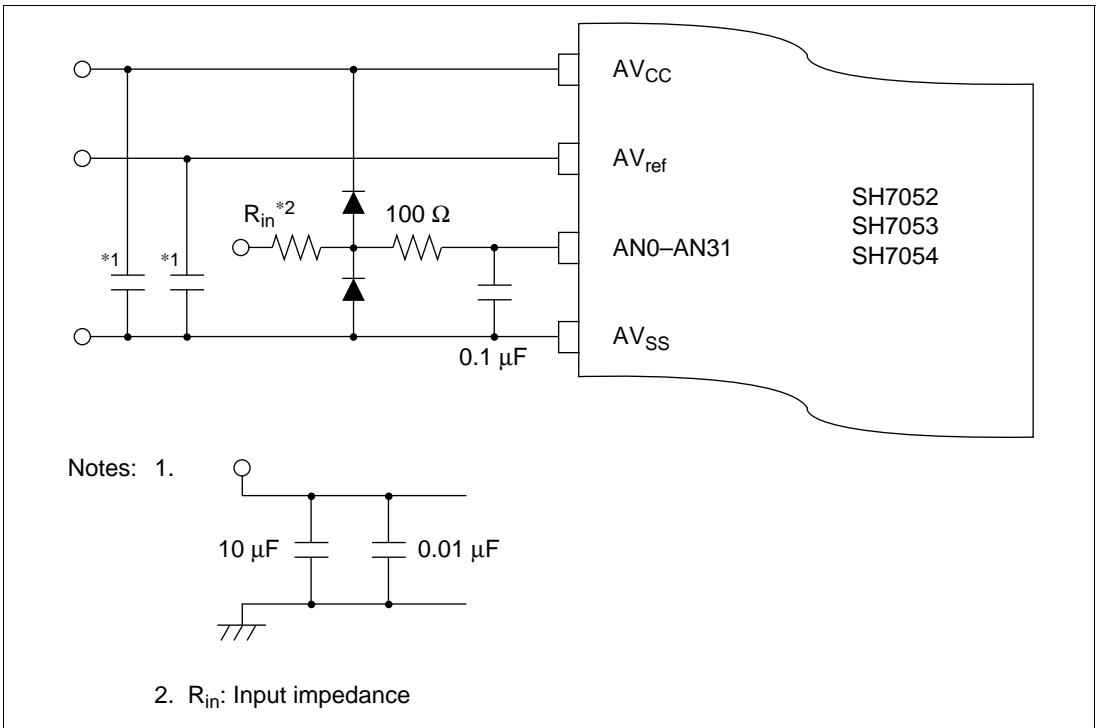 AVCC
AVref
Rin*2
100 Ω
SH7052
SH7053
SH7054
AN0–AN31
*1
*1
AVSS
0.1 μF
Notes: 1.
10 μF
0.01 μF
2. Rin: Input impedance